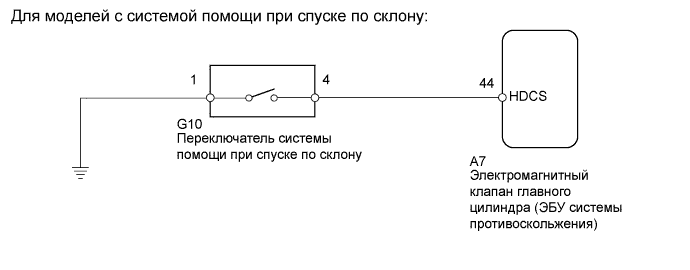 Для моделей с системой помощи при спуске по склону:
1
4
44
HDCS
G10
Переключатель системы
помощи при спуске по склону
A7
Электромагнитный
клапан главного
цилиндра (ЭБУ системы
противоскольжения)